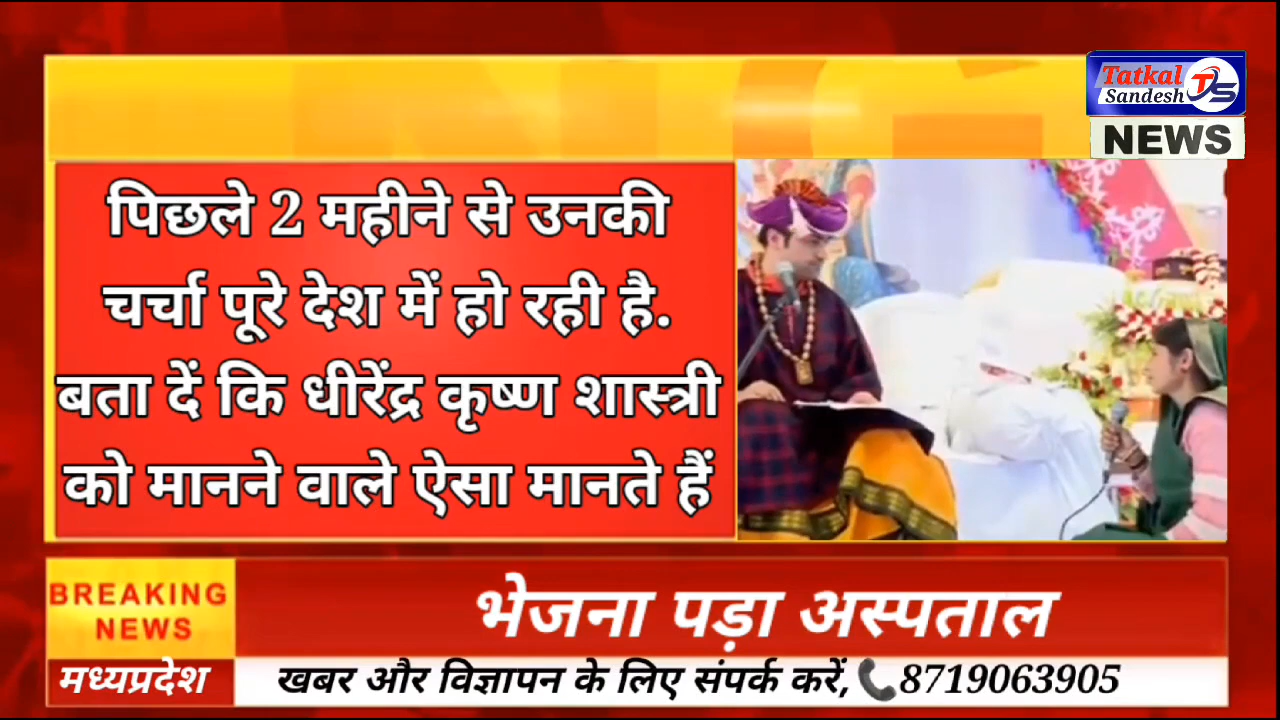 Tatkal
Sandesh TS
NEWS
पिछले 2 महीने से उनकी
चर्चा पूरे देश में हो रही है.
बता दें कि धीरेंद्र कृष्ण शास्त्री
को मानने वाले ऐसा मानते हैं
BREAKING
NEWS
भेजना पड़ा अस्पताल
मध्यप्रदेश
खबर और विज्ञापन के लिए संपर्क करें, 8719063905